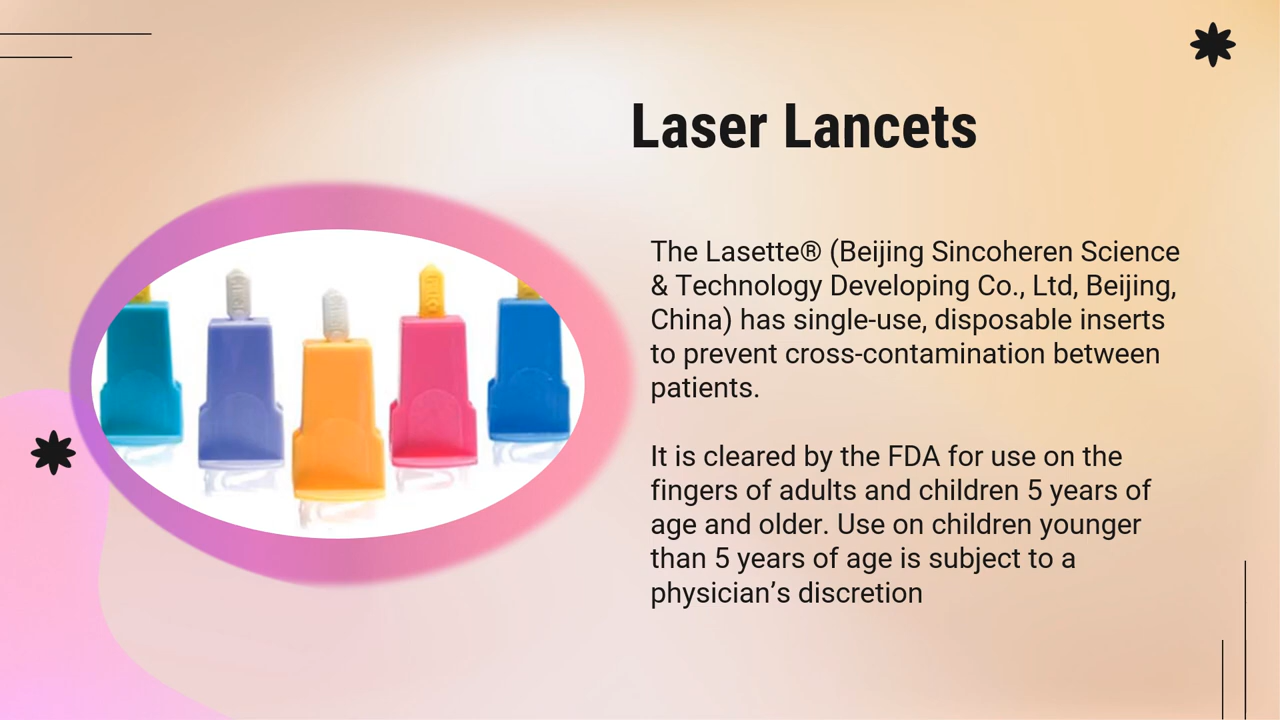 Laser Lancets
The Lasette® (Beijing Sincoheren Science
& Technology Developing Co., Ltd, Beijing,
China) has single-use, disposable inserts
to prevent cross-contamination between
patients.
It is cleared by the FDA for use on the
fingers of adults and children 5 years of
age and older. Use on children younger
than 5 years of age is subject to a
physician’s discretion